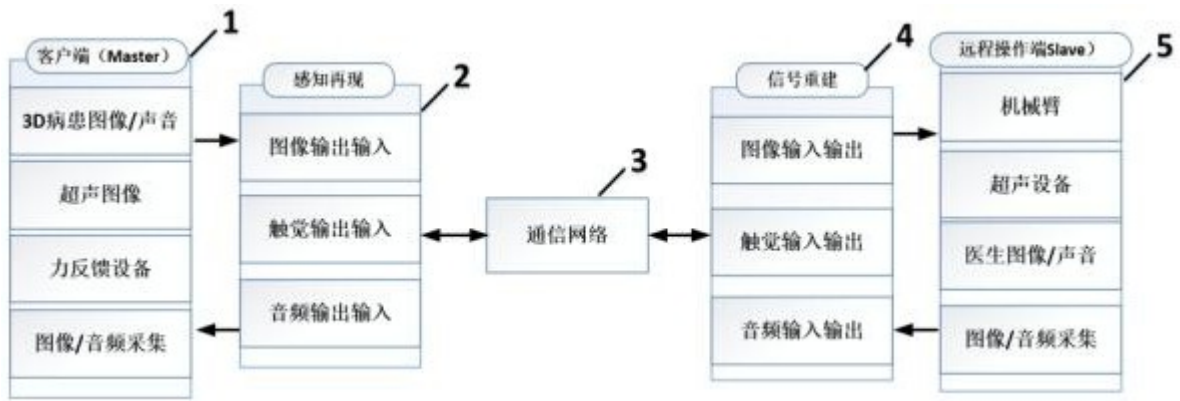 1
客户端（Master）
3D病患图像/声音
超声图像
力反馈设备
图像/音频采集
2
感知再现
图像输出输入
触觉输出输入
音频输出输入
3
通信网络
4
信号重建
图像输入输出
触觉输入输出
音频输入输出
5
远程操作端Slave）
机械臂
超声设备
医生图像/声音
图像/音频采集